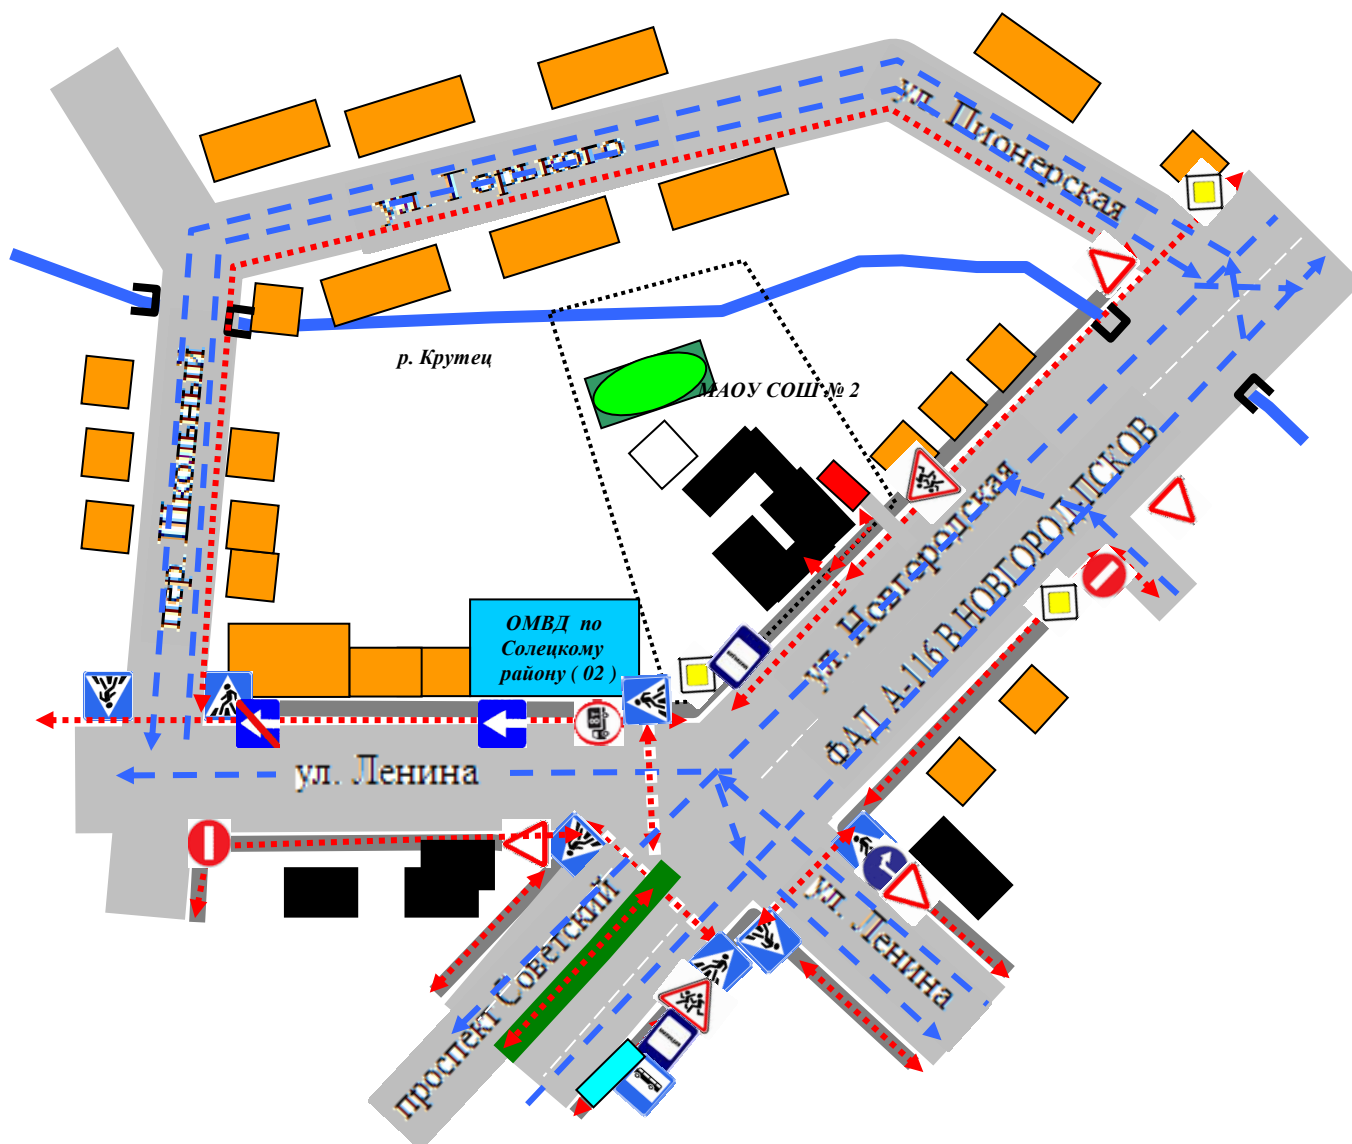 ул. Пионерская
ул. Горького
р. Крутец
МАОУ СОШ № 2
пер. Школьный
ул. Новгородская
ФАД А-116 В.НОВГОРОД-ПСКОВ
ОМВД по
Солецкому
району ( 02 )
ул. Ленина
ул. Ленина
проспект Советский